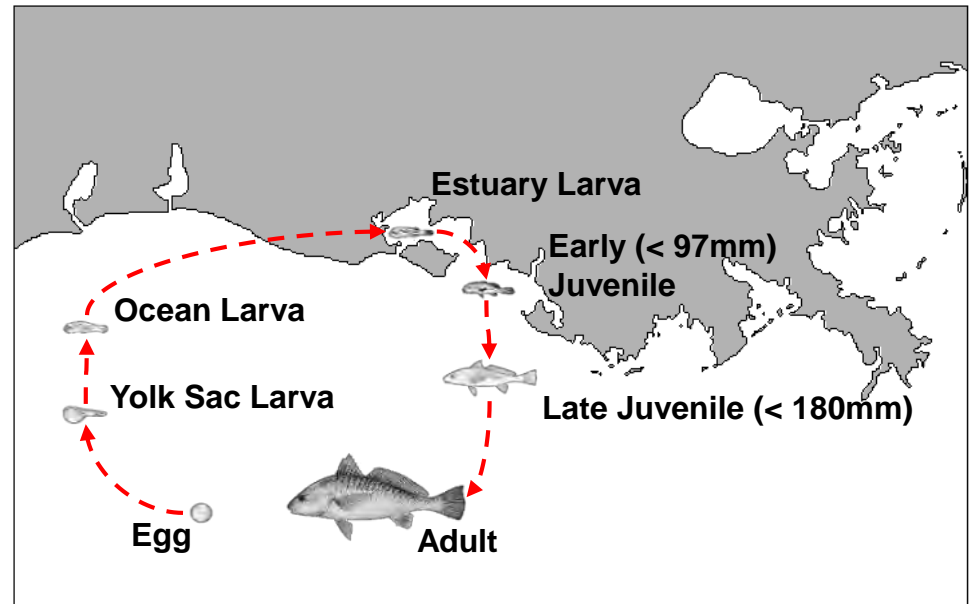 Estuary Larva
Early (< 97mm)
Juvenile
Ocean Larva
Yolk Sac Larva
Late Juvenile (< 180mm)
Egg
Adult